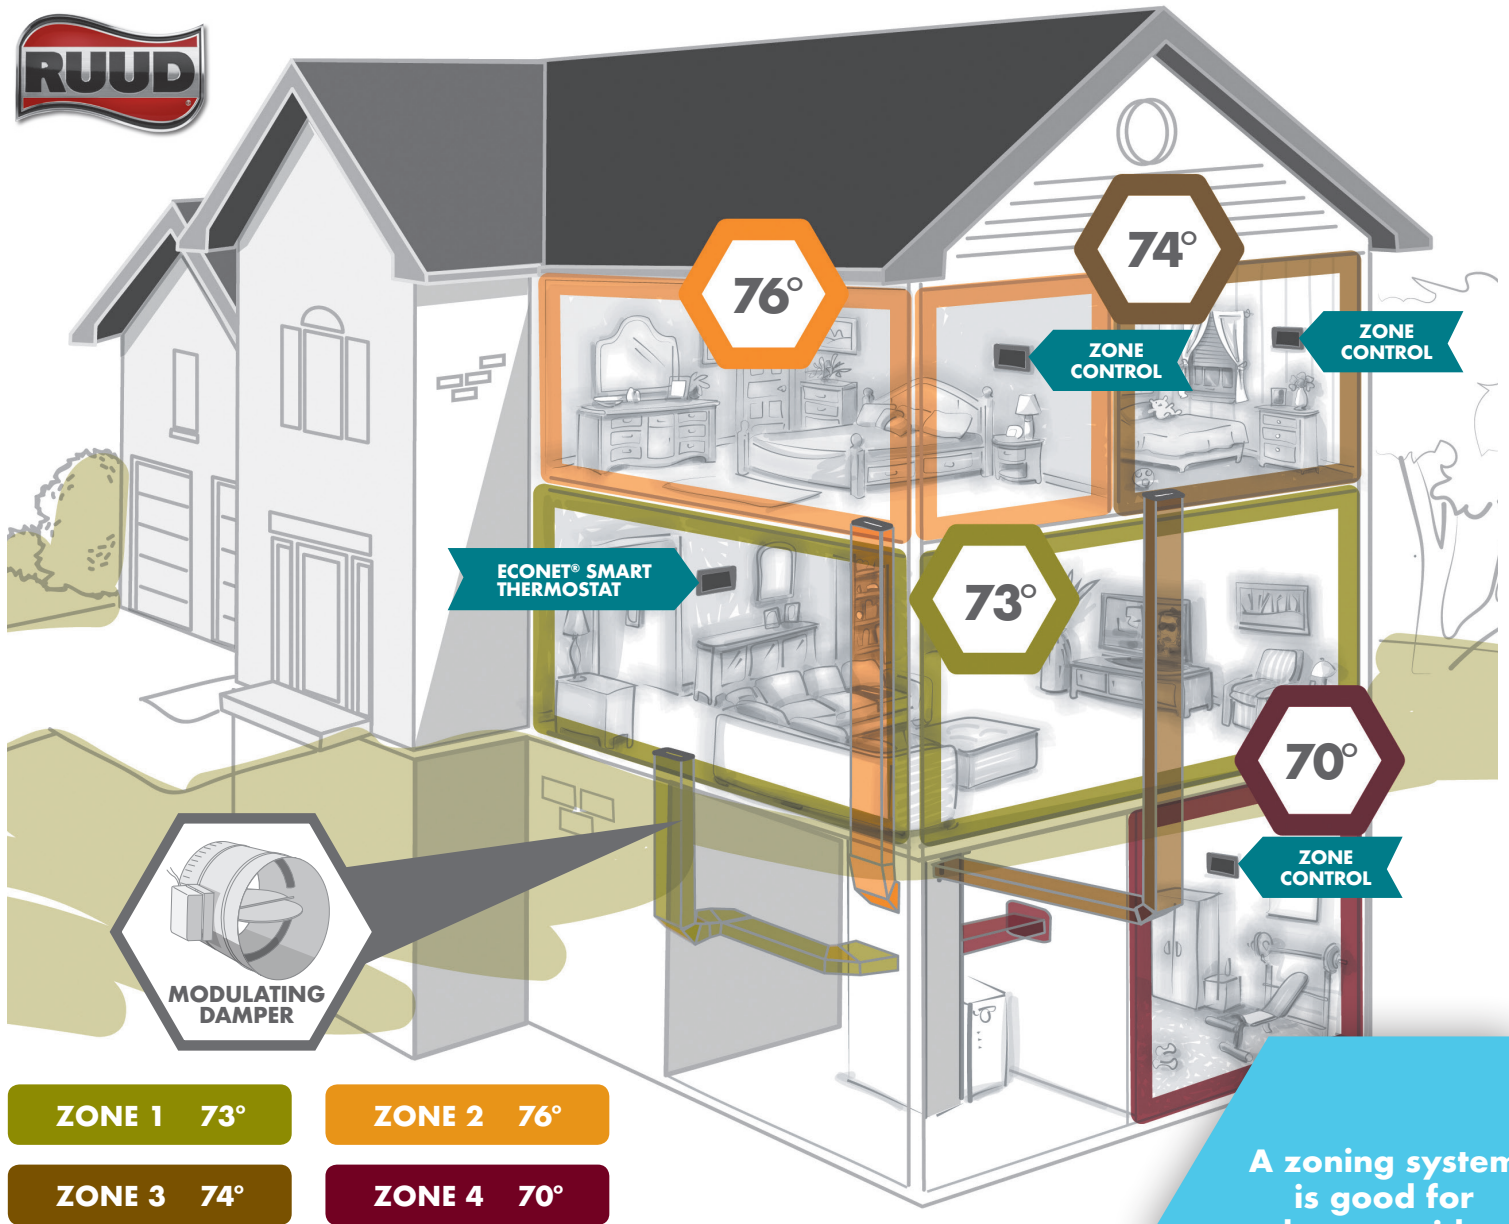 RUUD
®
76°
74°
ZONE
CONTROL
ZONE
CONTROL
ECONET® SMART
THERMOSTAT
73°
70°
ZONE
CONTROL
MODULATING
DAMPER
ZONE 1 73°
ZONE 2 76°
ZONE 3 74°
ZONE 4 70°
A zoning system
is good for